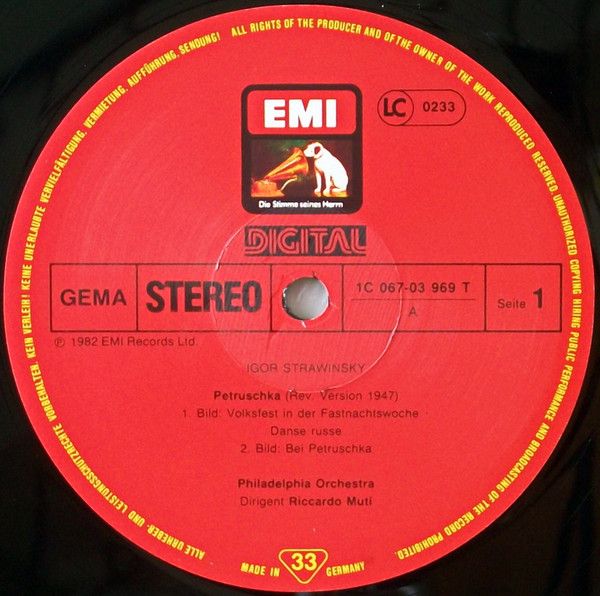 ALLE URHEBER- UND LEISTUNGSSCHUTZRECHTE VORBEHALTEN. KEIN VERLEIH! KEINE UNERLAUBTE VERVIELFÄLTIGUNG, VERMIETUNG, AUFFÜHRUNG, SENDUNG!
ALL RIGHTS OF THE PRODUCER AND OF THE OWNER OF THE WORK REPRODUCED RESERVED. UNAUTHORIZED COPYING HIRING PUBLIC PERFORMANCE AND BROADCASTING OF THE RECORD PROHIBITED.
EMI
LC 0233
Die Stimme seines Herrn
DIGITAL
GEMA STEREO 1C 067-03 969 T
A
Seite 1
℗ 1982 EMI Records Ltd.
IGOR STRAWINSKY
Petruschka (Rev. Version 1947)
1. Bild: Volksfest in der Fastnachtswoche ·
Danse russe
2. Bild: Bei Petruschka
Philadelphia Orchestra
Dirigent Riccardo Muti
MADE IN 33 GERMANY